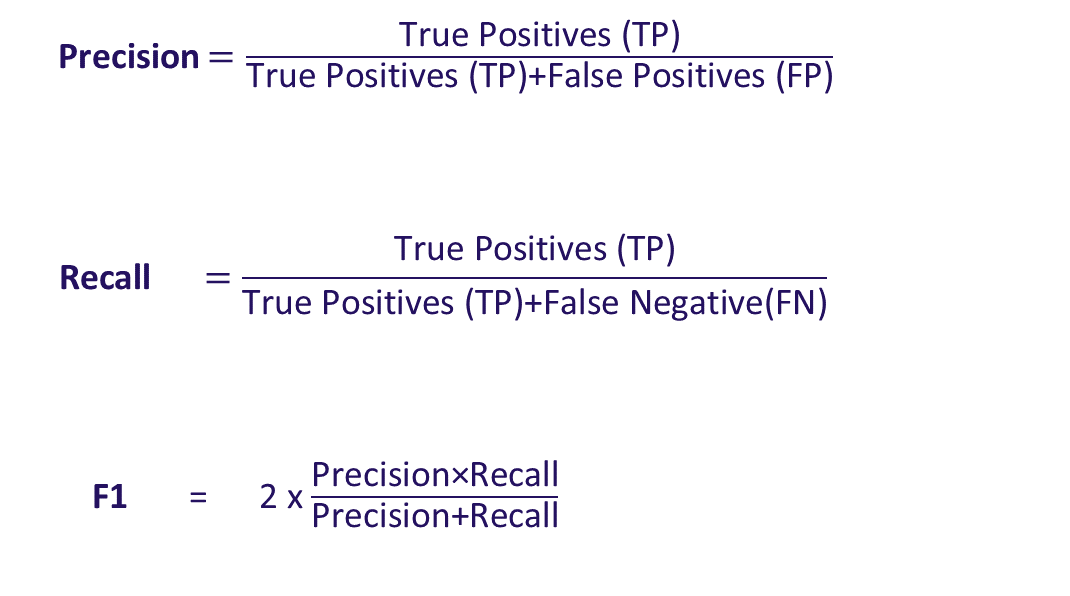 True Positives (TP)
Precision =
True Positives (TP)+False Positives (FP)
True Positives (TP)
Recall =
True Positives (TP)+False Negative(FN)
Precision×Recall
F1 = 2 x
Precision+Recall